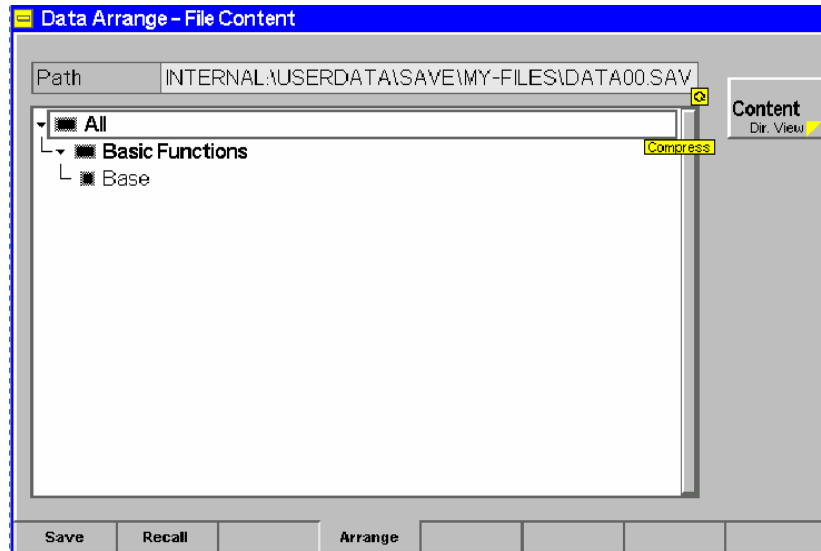 Data Arrange – File Content
Path INTERNAL:\USERDATA\SAVE\MY-FILES\DATA00.SAV
Content
Dir. View
All
Compress
Basic Functions
Base
Save Recall Arrange